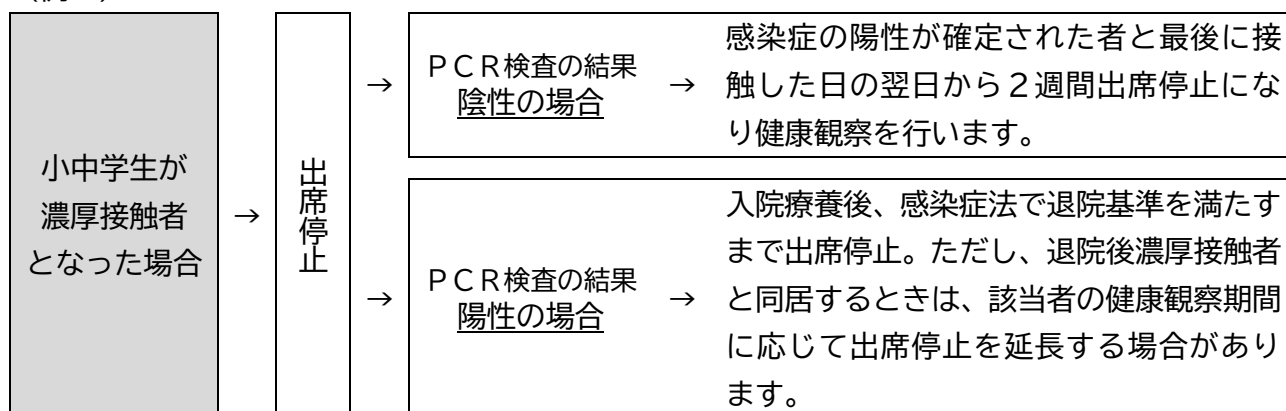 小中学生が
濃厚接触者
となった場合
→
出席停止
→
ＰＣＲ検査の結果
陰性の場合
→
感染症の陽性が確定された者と最後に接
触した日の翌日から２週間出席停止にな
り健康観察を行います。
→
ＰＣＲ検査の結果
陽性の場合
→
入院療養後、感染症法で退院基準を満たす
まで出席停止。ただし、退院後濃厚接触者
と同居するときは、該当者の健康観察期間
に応じて出席停止を延長する場合があり
ます。